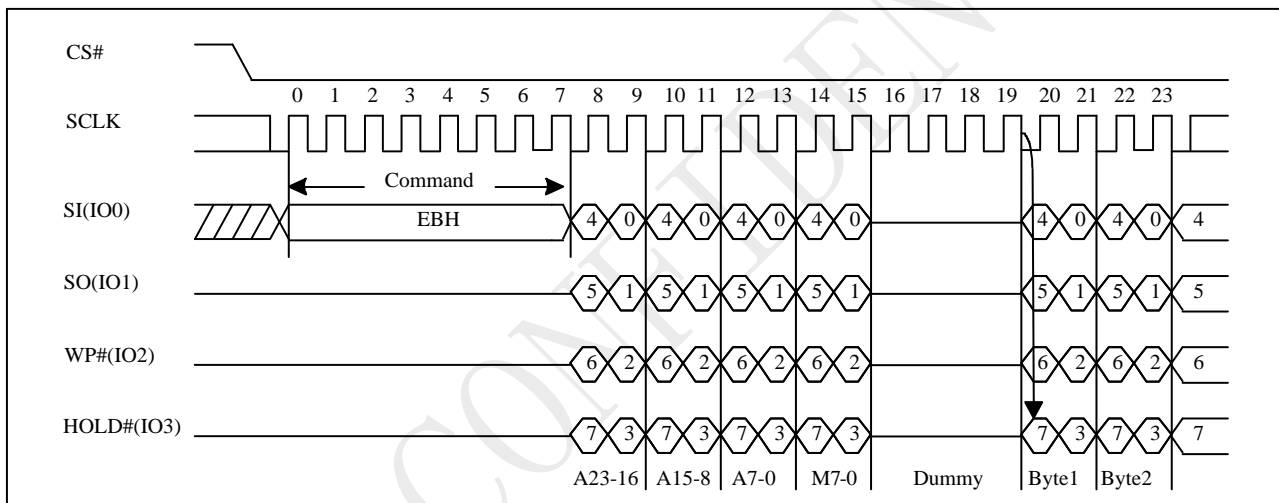 CS#
0 1 2 3 4 5 6 7 8 9 10 11 12 13 14 15 16 17 18 19 20 21 22 23
SCLK
Command
SI(IO0) EBH 4 0 4 0 4 0 4 0 4 0 4 0 4
SO(IO1) 5 1 5 1 5 1 5 1 5 1 5 1 5
WP#(IO2) 6 2 6 2 6 2 6 2 6 2 6 2 6
HOLD#(IO3) 7 3 7 3 7 3 7 3 7 3 7 3 7
A23-16 A15-8 A7-0 M7-0 Dummy Byte1 Byte2
CONFIDEN